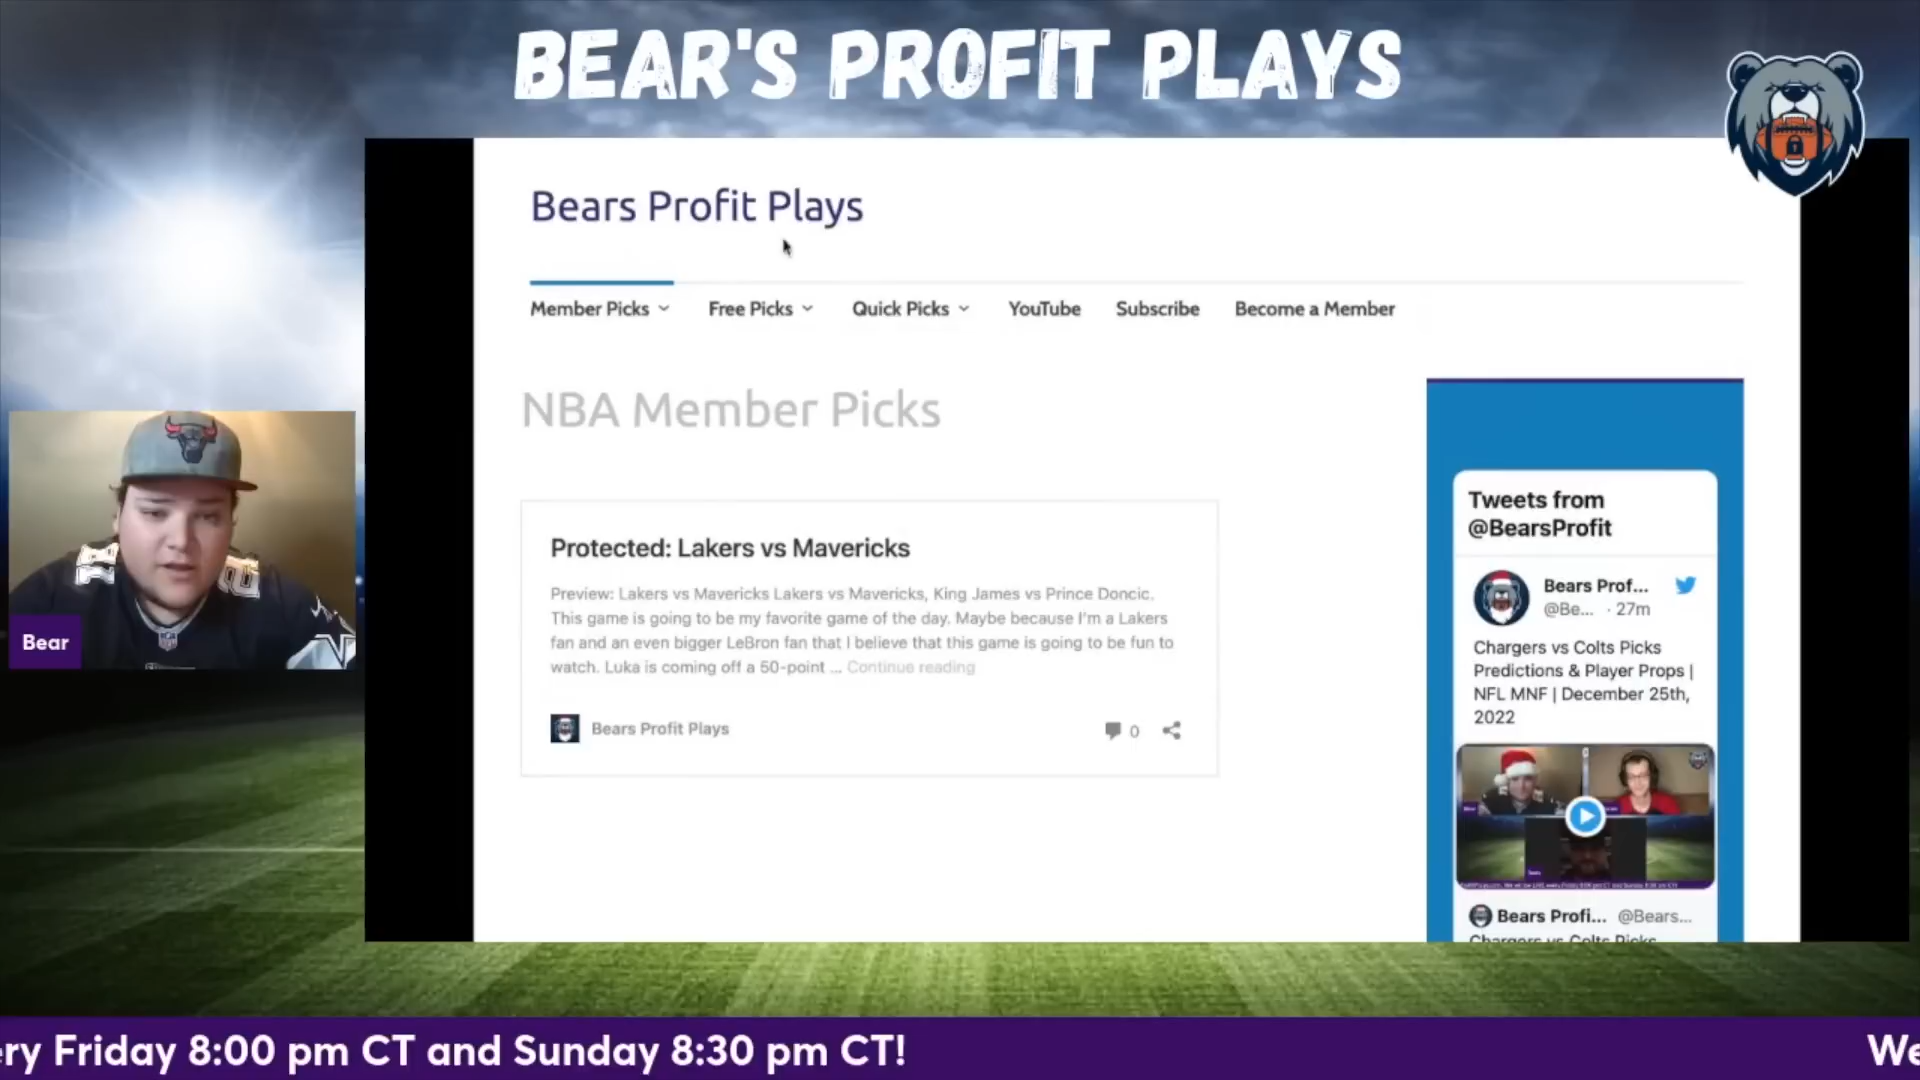 BEAR'S PROFIT PLAYS
Bears Profit Plays
Member Picks
Free Picks
Quick Picks
YouTube
Subscribe
Become a Member
NBA Member Picks
Protected: Lakers vs Mavericks
Preview: Lakers vs Mavericks Lakers vs Mavericks, King James vs Prince Doncic.
This game is going to be my favorite game of the day. Maybe because I'm a Lakers
fan and an even bigger LeBron fan that I believe that this game is going to be fun to
watch. Luka is coming off a 50-point ... Continue reading
Bears Profit Plays
0
Tweets from
@BearsProfit
Bears Prof...
@Be... · 27m
Chargers vs Colts Picks
Predictions & Player Props |
NFL MNF | December 25th,
2022
Bears Profi... @Bears...
Chargers vs Colts Picks
Bear
ry Friday 8:00 pm CT and Sunday 8:30 pm CT!
We